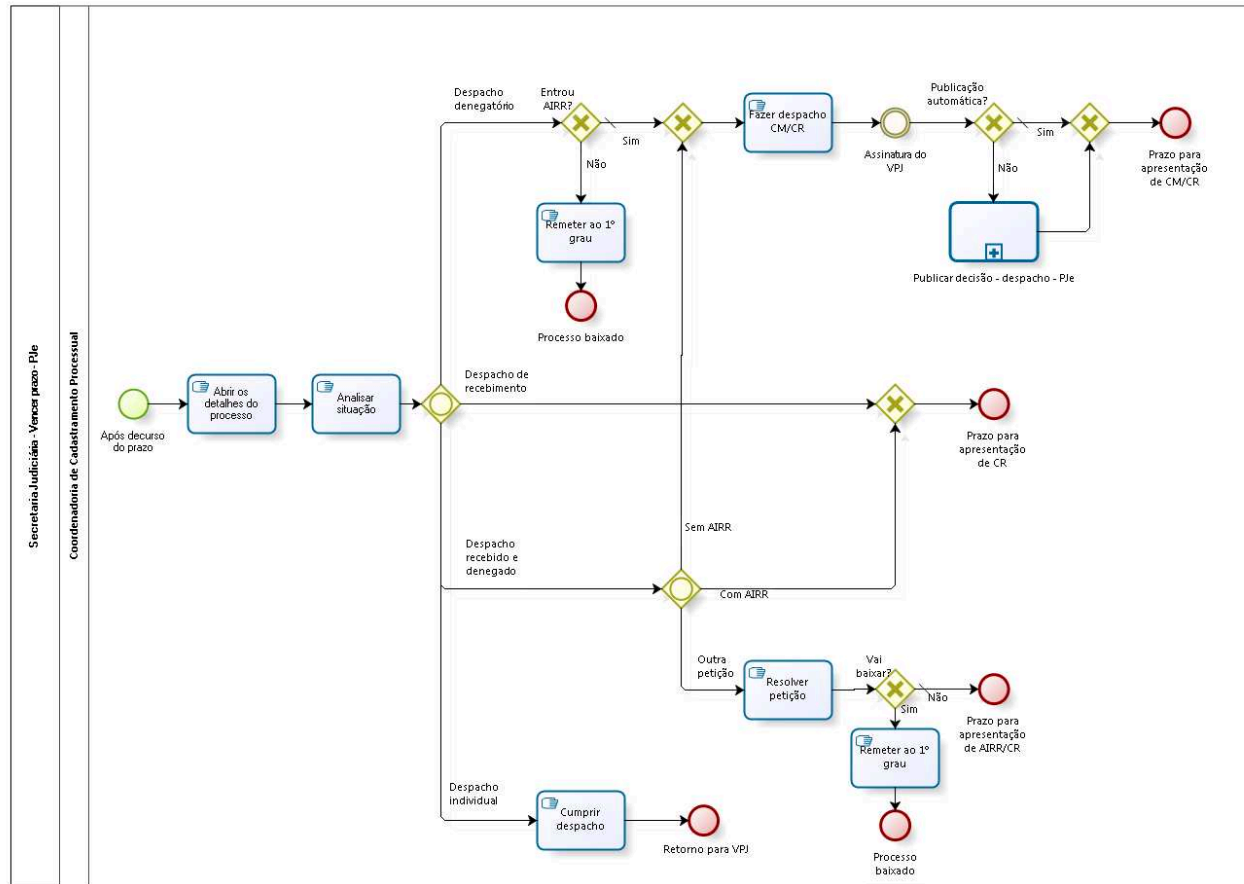 Secretaria Judiciária - Vencer prazo - PJe
Coordenadoria de Cadastramento Processual
Após decurso
do prazo
Abrir os
detalhes do
processo
Analisar
situação
Despacho
denegatório
Entrou
AIRR?
Sim
Não
Remeter ao 1º
grau
Processo baixado
Fazer despacho
CM/CR
Assinatura do
VPJ
Publicação
automática?
Sim
Não
Publicar decisão - despacho - PJe
Prazo para
apresentação
de CM/CR
Despacho de
recebimento
Prazo para
apresentação
de CR
Despacho
recebido e
denegado
Sem AIRR
Com AIRR
Outra
petição
Resolver
petição
Vai
baixar?
Não
Sim
Prazo para
apresentação
de AIRR/CR
Remeter ao 1º
grau
Processo
baixado
Despacho
individual
Cumprir
despacho
Retorno para VPJ